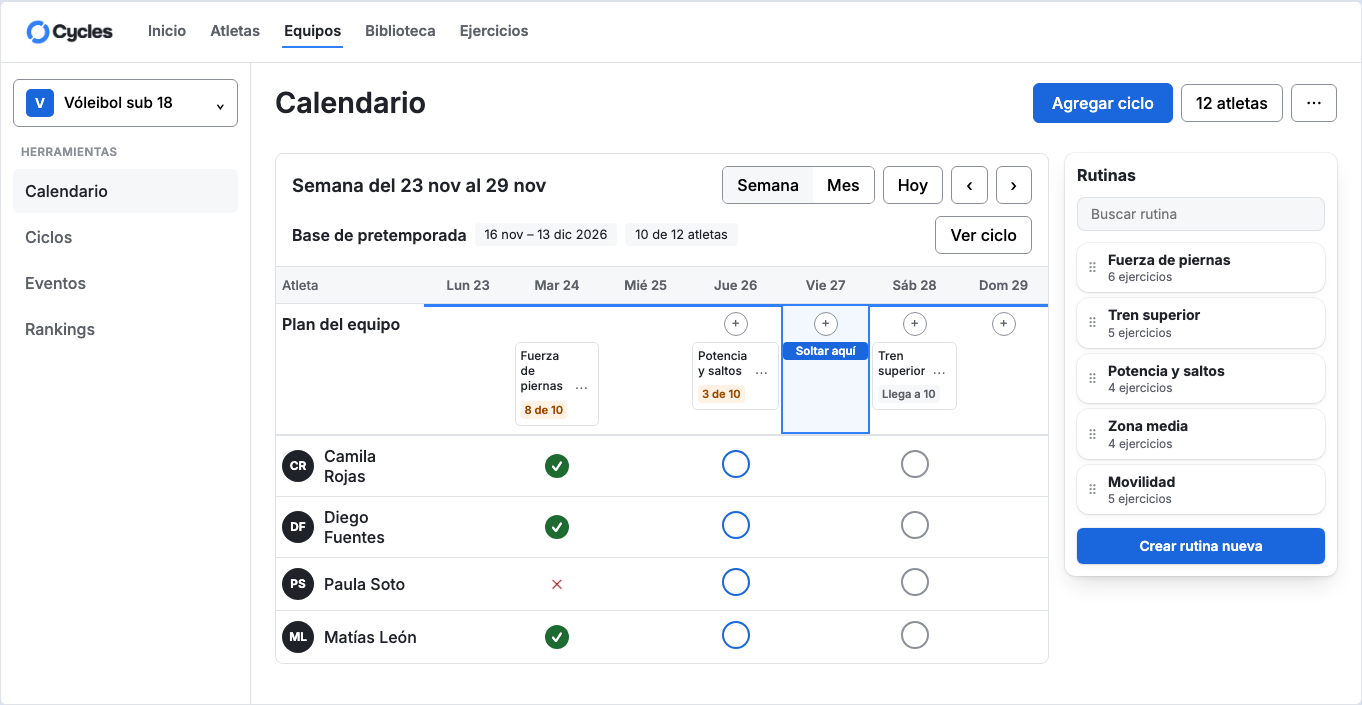 Cycles
Inicio
Atletas
Equipos
Biblioteca
Ejercicios
V
Vóleibol sub 18
HERRAMIENTAS
Calendario
Ciclos
Eventos
Rankings
Calendario
Agregar ciclo
12 atletas
...
Semana del 23 nov al 29 nov
Semana
Mes
Hoy
‹
›
Base de pretemporada
16 nov – 13 dic 2026
10 de 12 atletas
Ver ciclo
Atleta
Lun 23
Mar 24
Mié 25
Jue 26
Vie 27
Sáb 28
Dom 29
Plan del equipo
+
+
+
+
Fuerza
de
piernas
...
8 de 10
Potencia
y saltos
...
3 de 10
Soltar aquí
Tren
superior
...
Llega a 10
CR
Camila
Rojas
DF
Diego
Fuentes
PS
Paula Soto
ML
Matías León
Rutinas
Buscar rutina
Fuerza de piernas
6 ejercicios
Tren superior
5 ejercicios
Potencia y saltos
4 ejercicios
Zona media
4 ejercicios
Movilidad
5 ejercicios
Crear rutina nueva